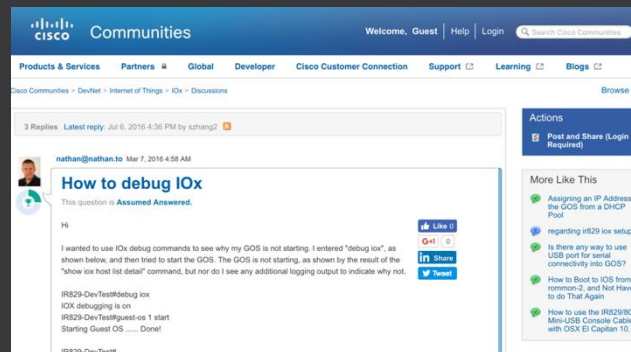 cisco Communities
Welcome, Guest Help Login Search Cisco Communities
Products & Services Partners Global Developer Cisco Customer Connection Support Learning Blogs
Cisco Communities > DevNet > Internet of Things > IOx > Discussions
Browse
3 Replies Latest reply: Jul 6, 2016 4:36 PM by szhang2
nathan@nathan.to Mar 7, 2016 4:58 AM
How to debug IOx
This question is Assumed Answered.
Hi
I wanted to use IOx debug commands to see why my GOS is not starting. I entered "debug iox", as
shown below, and then tried to start the GOS. The GOS is not starting, as shown by the result of the
"show iox host list detail" command, but nor do I see any additional logging output to indicate why not.
IR829-DevTest#debug iox
IOX debugging is on
IR829-DevTest#guest-os 1 start
Starting Guest OS ...... Done!
IR829-DevTest#
Like 0
G+1 0
in Share
Tweet
Actions
Post and Share (Login
Required)
More Like This
Assigning an IP Address
the GOS from a DHCP
Pool
regarding ir829 iox setup
Is there any way to use
USB port for serial
connectivity into GOS?
How to Boot to IOS from
rommon-2, and Not Have
to do That Again
How to use the IR829/80
Mini-USB Console Cable
with OSX El Capitan 10.